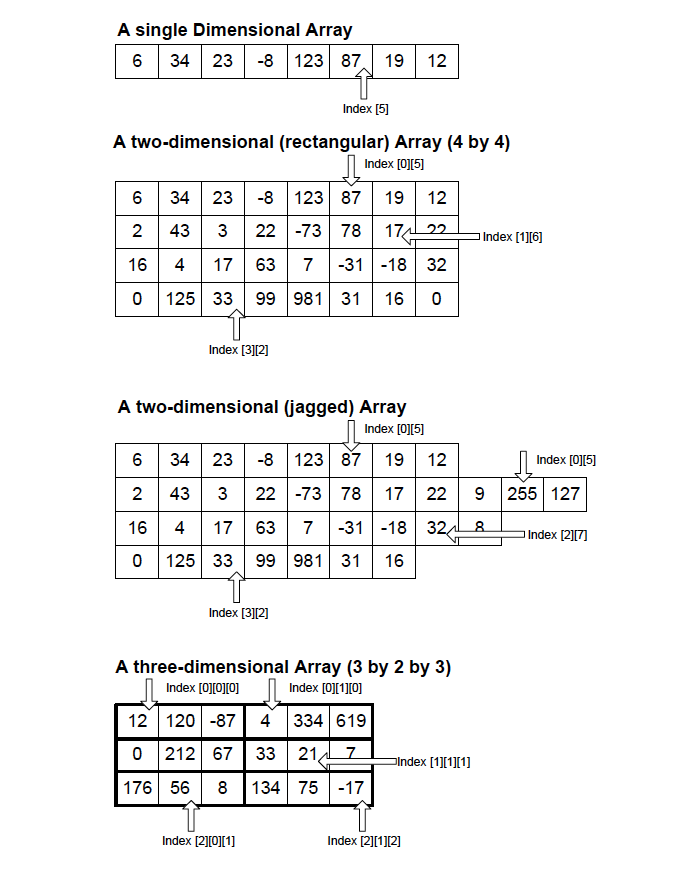 A single Dimensional Array
6 34 23 -8 123 87 19 12
Index [5]
A two-dimensional (rectangular) Array (4 by 4)
Index [0][5]
6 34 23 -8 123 87 19 12
2 43 3 22 -73 78 17 22
Index [1][6]
16 4 17 63 7 -31 -18 32
0 125 33 99 981 31 16 0
Index [3][2]
A two-dimensional (jagged) Array
Index [0][5]
6 34 23 -8 123 87 19 12
Index [0][5]
2 43 3 22 -73 78 17 22 9 255 127
16 4 17 63 7 -31 -18 32 8
Index [2][7]
0 125 33 99 981 31 16
Index [3][2]
A three-dimensional Array (3 by 2 by 3)
Index [0][0][0] Index [0][1][0]
12 120 -87 4 334 619
0 212 67 33 21 7
Index [1][1][1]
176 56 8 134 75 -17
Index [2][0][1] Index [2][1][2]